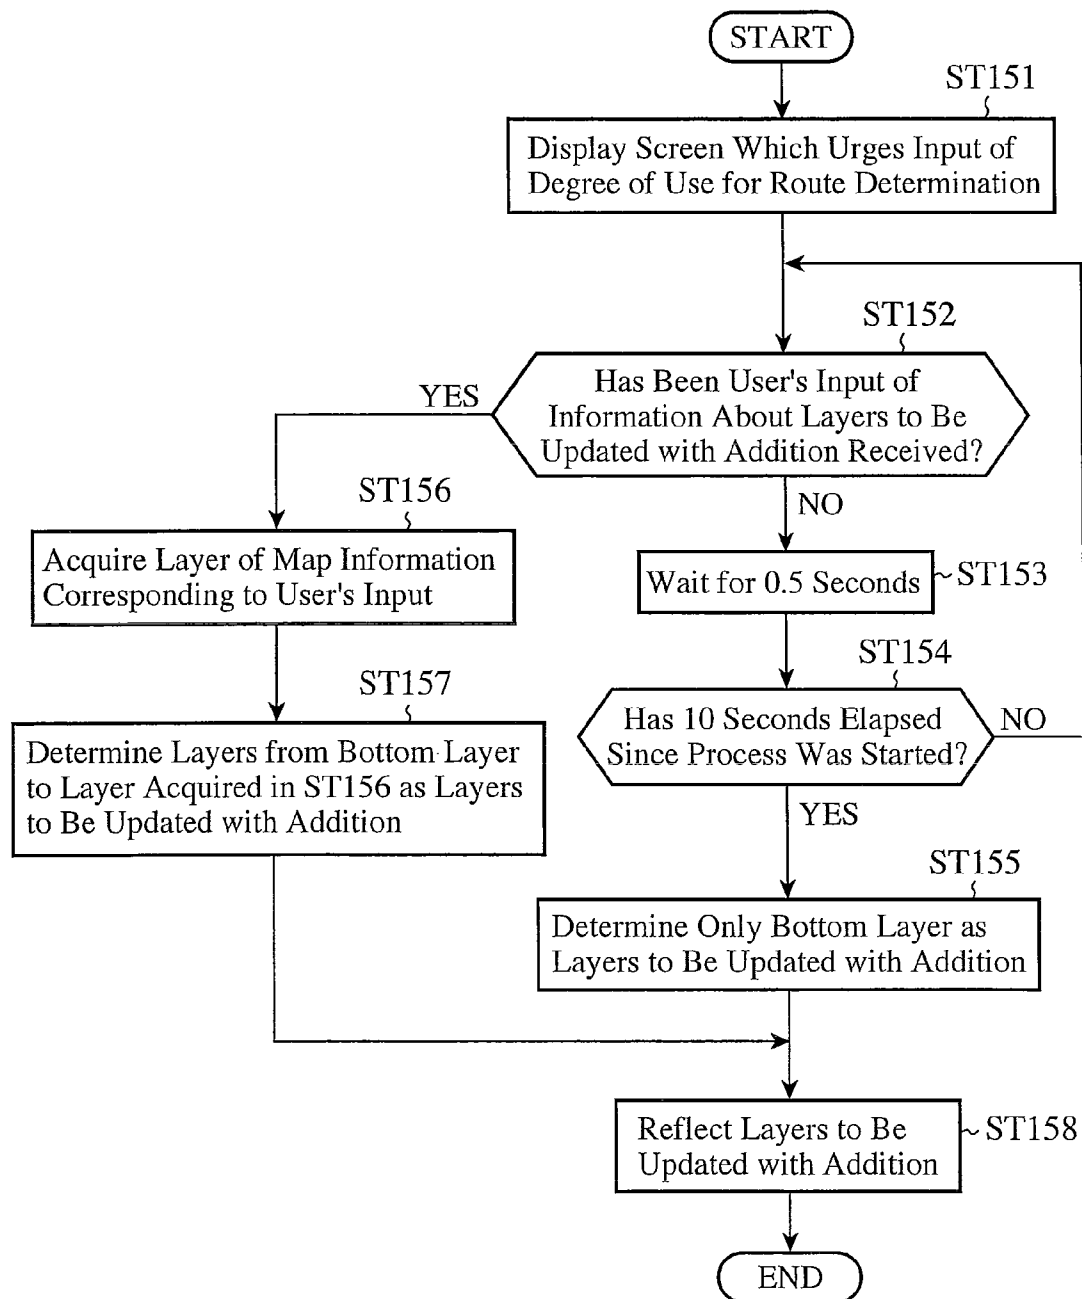 START
ST151
Display Screen Which Urges Input of
Degree of Use for Route Determination
ST152
Has Been User's Input of
Information About Layers to Be
Updated with Addition Received?
YES
NO
ST156
Acquire Layer of Map Information
Corresponding to User's Input
Wait for 0.5 Seconds
ST153
ST157
Determine Layers from Bottom Layer
to Layer Acquired in ST156 as Layers
to Be Updated with Addition
ST154
Has 10 Seconds Elapsed
Since Process Was Started?
NO
YES
ST155
Determine Only Bottom Layer as
Layers to Be Updated with Addition
Reflect Layers to Be
Updated with Addition
ST158
END